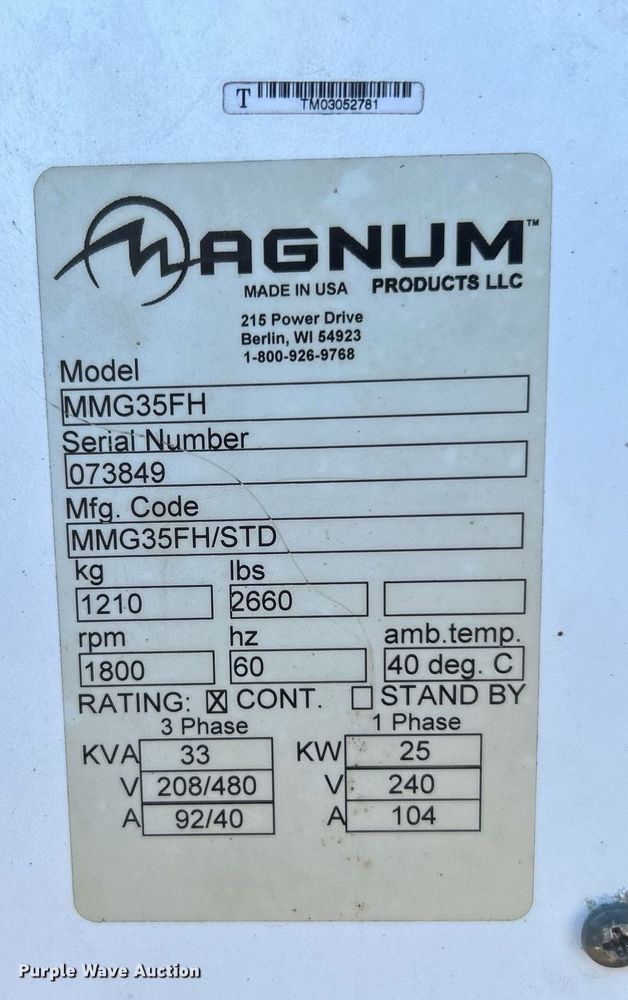 T
TM03052781
MAGNUM™
MADE IN USA PRODUCTS LLC
215 Power Drive
Berlin, WI 54923
1-800-926-9768
Model
MMG35FH
Serial Number
073849
Mfg. Code
MMG35FH/STD
kg lbs
1210 2660
rpm hz amb.temp.
1800 60 40 deg. C
RATING: ☒ CONT. ☐ STAND BY
3 Phase 1 Phase
KVA 33 KW 25
V 208/480 V 240
A 92/40 A 104
Purple Wave Auction